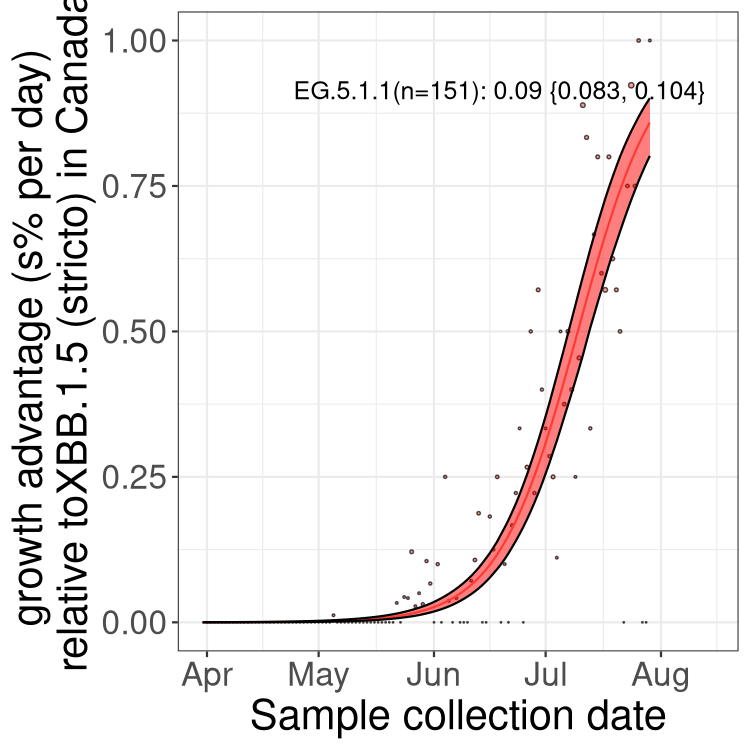 growth advantage (s% per day)
relative toXBB.1.5 (stricto) in Canada
1.00
0.75
0.50
0.25
0.00
EG.5.1.1(n=151): 0.09 {0.083, 0.104}
Apr May Jun Jul Aug
Sample collection date